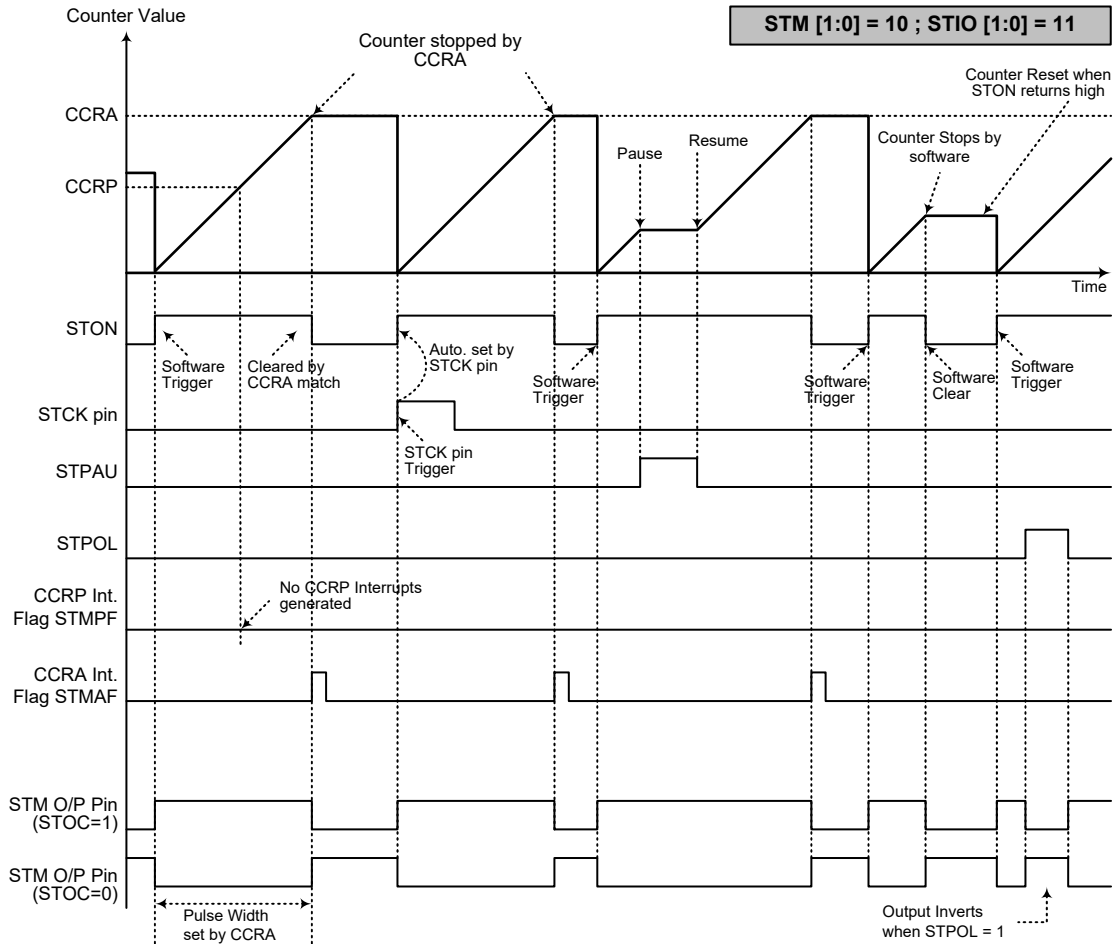 Counter Value
STM [1:0] = 10 ; STIO [1:0] = 11
Counter stopped by
CCRA
Counter Reset when
STON returns high
CCRA
Pause
Resume
Counter Stops by
software
CCRP
Time
STON
Software
Trigger
Cleared by
CCRA match
Auto. set by
STCK pin
Software
Trigger
Software
Trigger
Software
Clear
Software
Trigger
STCK pin
STCK pin
Trigger
STPAU
STPOL
CCRP Int.
Flag STMPF
No CCRP Interrupts
generated
CCRA Int.
Flag STMAF
STM O/P Pin
(STOC=1)
STM O/P Pin
(STOC=0)
Pulse Width
set by CCRA
Output Inverts
when STPOL = 1